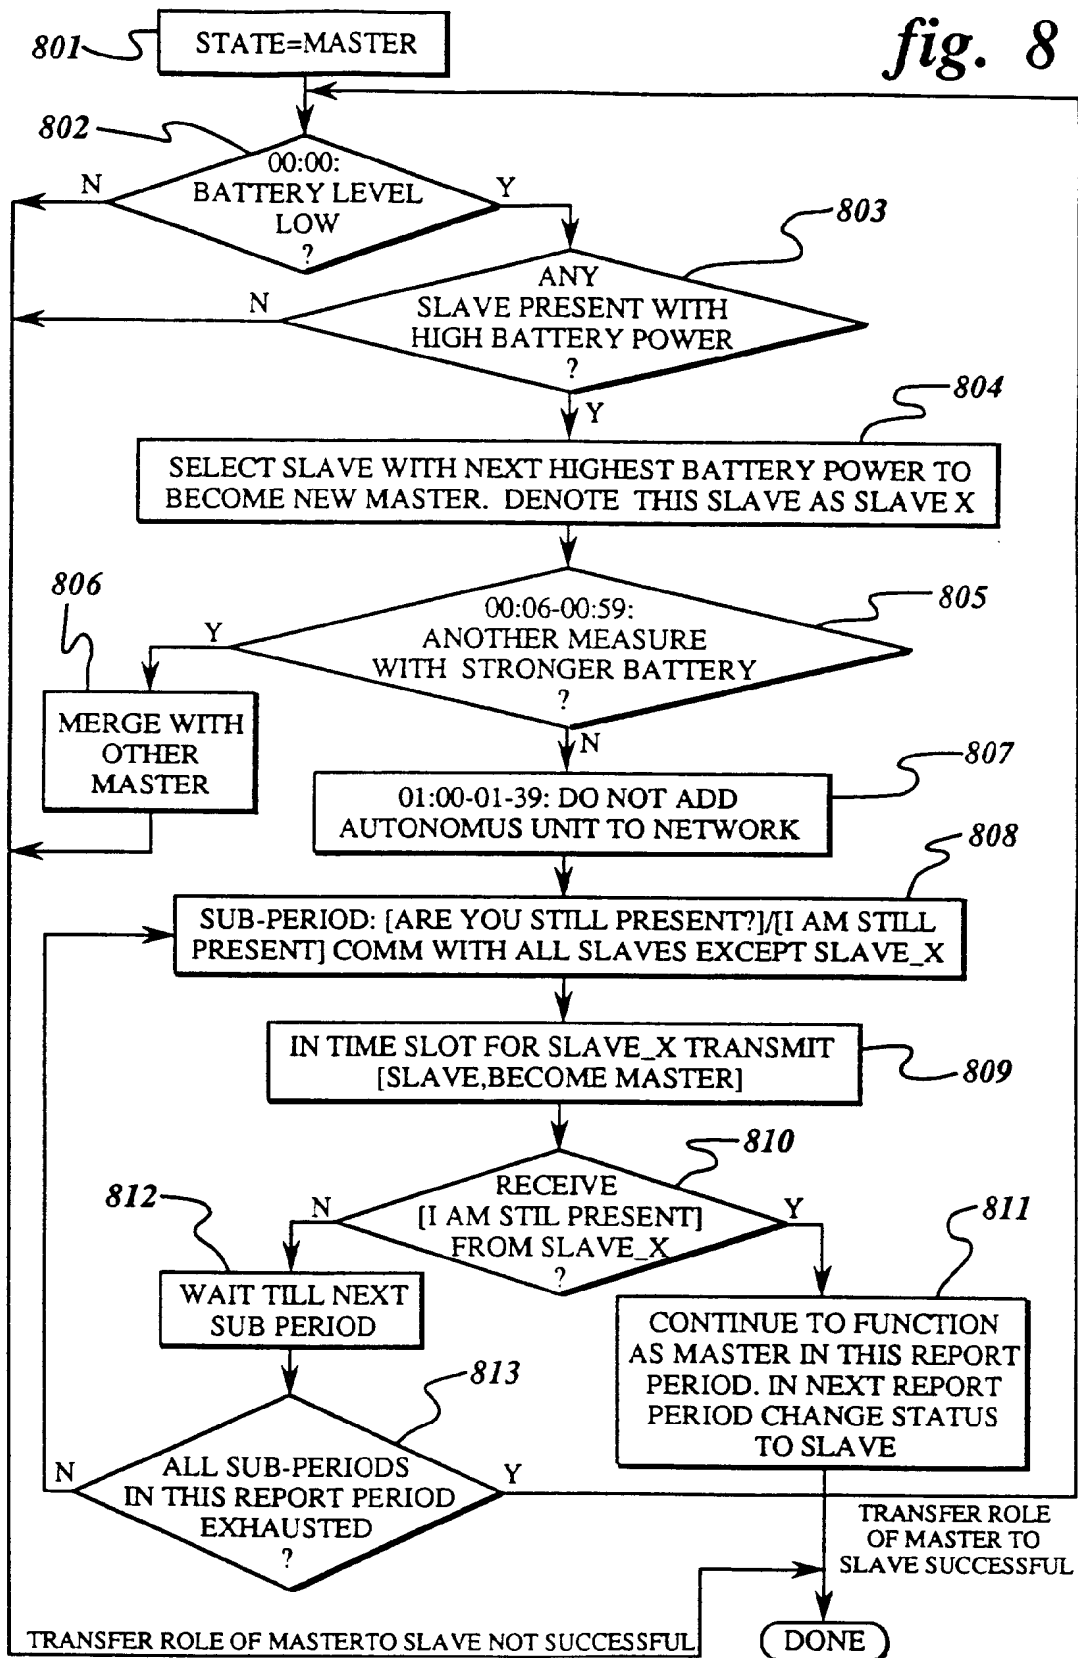 fig. 8
801
STATE=MASTER
802
00:00:
BATTERY LEVEL
LOW
?
N
Y
803
ANY
SLAVE PRESENT WITH
HIGH BATTERY POWER
?
N
Y
804
SELECT SLAVE WITH NEXT HIGHEST BATTERY POWER TO
BECOME NEW MASTER. DENOTE THIS SLAVE AS SLAVE X
805
00:06-00:59:
ANOTHER MEASURE
WITH STRONGER BATTERY
?
Y
N
806
MERGE WITH
OTHER
MASTER
807
01:00-01-39: DO NOT ADD
AUTONOMUS UNIT TO NETWORK
808
SUB-PERIOD: [ARE YOU STILL PRESENT?]/[I AM STILL
PRESENT] COMM WITH ALL SLAVES EXCEPT SLAVE_X
IN TIME SLOT FOR SLAVE_X TRANSMIT
[SLAVE,BECOME MASTER]
809
810
RECEIVE
[I AM STIL PRESENT]
FROM SLAVE_X
?
N
Y
812
WAIT TILL NEXT
SUB PERIOD
811
CONTINUE TO FUNCTION
AS MASTER IN THIS REPORT
PERIOD. IN NEXT REPORT
PERIOD CHANGE STATUS
TO SLAVE
813
ALL SUB-PERIODS
IN THIS REPORT PERIOD
EXHAUSTED
?
N
Y
TRANSFER ROLE
OF MASTER TO
SLAVE SUCCESSFUL
TRANSFER ROLE OF MASTERTO SLAVE NOT SUCCESSFUL
DONE